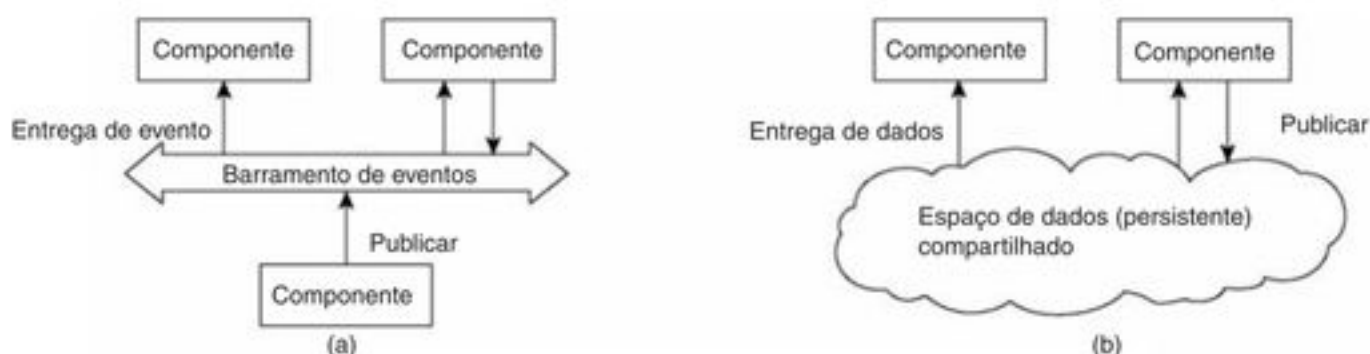 Componente
Componente
Entrega de evento
Barramento de eventos
Publicar
Componente
(a)
Componente
Componente
Entrega de dados
Publicar
Espaço de dados (persistente)
compartilhado
(b)